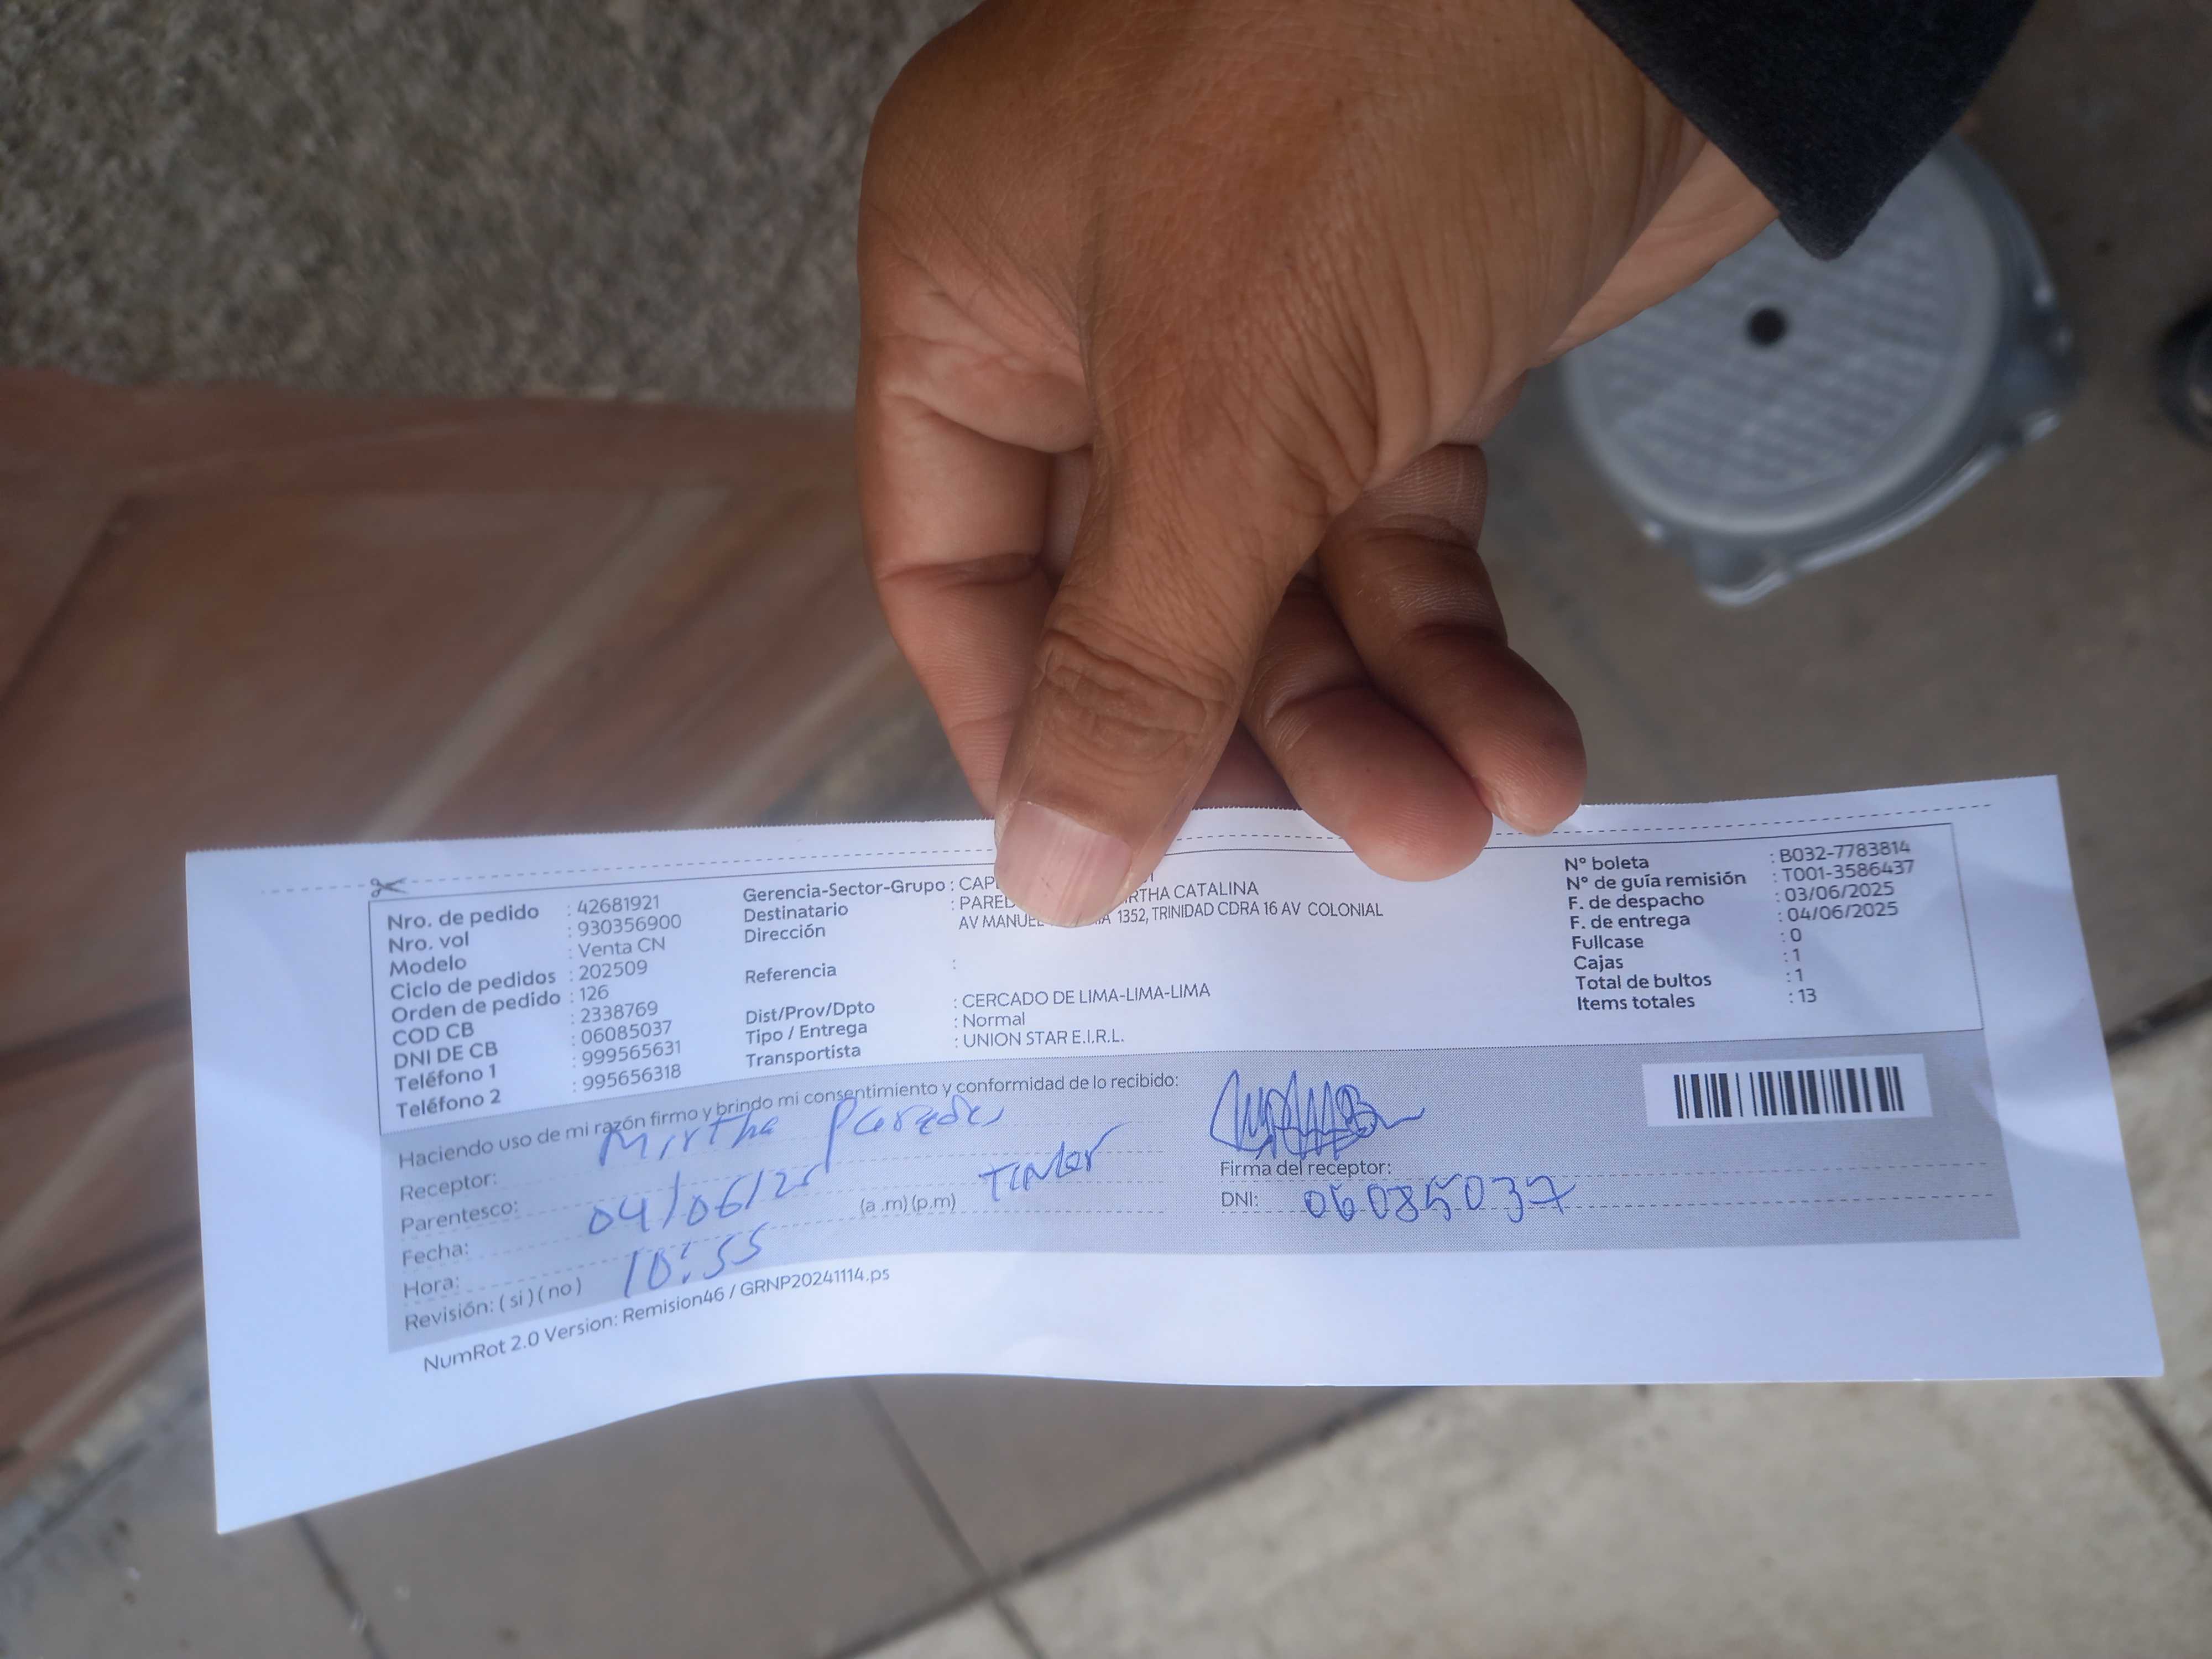 Nro. de pedido : 42681921
Nro. vol : 930356900
Modelo : Venta CN
Ciclo de pedidos : 202509
Orden de pedido : 126
COD CB : 2338769
DNI DE CB : 06085037
Teléfono 1 : 999565631
Teléfono 2 : 995656318
Gerencia-Sector-Grupo :
Destinatario : CATALINA
Dirección AV 1352, TRINIDAD CDRA 16 AV COLONIAL
Referencia :
Dist/Prov/Dpto : CERCADO DE LIMA-LIMA-LIMA
Tipo / Entrega : Normal
Transportista : UNION STAR E.I.R.L.
N° boleta : B032-7783814
N° de guía remisión : T001-3586437
F. de despacho : 03/06/2025
F. de entrega : 04/06/2025
Fullcase : 0
Cajas : 1
Total de bultos : 1
Items totales : 13
Haciendo uso de mi razón firmo y brindo mi consentimiento y conformidad de lo recibido:
Receptor: Mirtha Paredes
Parentesco:
Fecha: 04/06/25
Hora: 10:55 (a .m) (p.m)
Revisión: ( si ) ( no )
Firma del receptor:
DNI: 06085037
NumRot 2.0 Version: Remision46 / GRNP20241114.ps